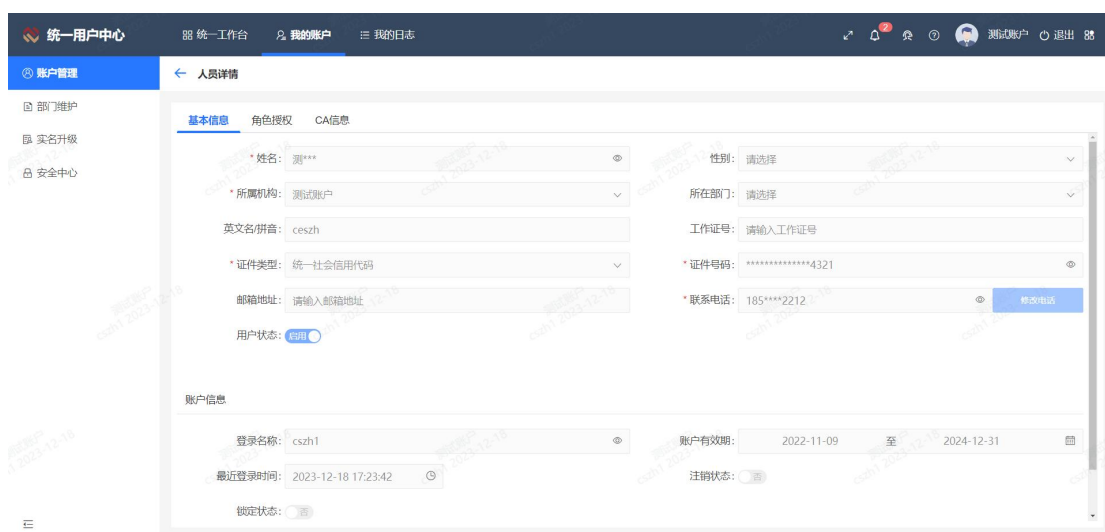 统一用户中心 统一工作台 我的账户 我的日志 2 测试账户 退出
账户管理 人员详情
部门维护
实名升级
安全中心
基本信息 角色授权 CA信息
* 姓名: 测*** 性别: 请选择
* 所属机构: 测试账户 所在部门: 请选择
英文名/拼音: ceszh 工作证号: 请输入工作证号
* 证件类型: 统一社会信用代码 * 证件号码: **************4321
邮箱地址: 请输入邮箱地址 * 联系电话: 185****2212 修改电话
用户状态: 启用
账户信息
登录名称: cszh1 账户有效期: 2022-11-09 至 2024-12-31
最近登录时间: 2023-12-18 17:23:42 注销状态: 否
锁定状态: 否
测试账户
cszh1 2023-12-18